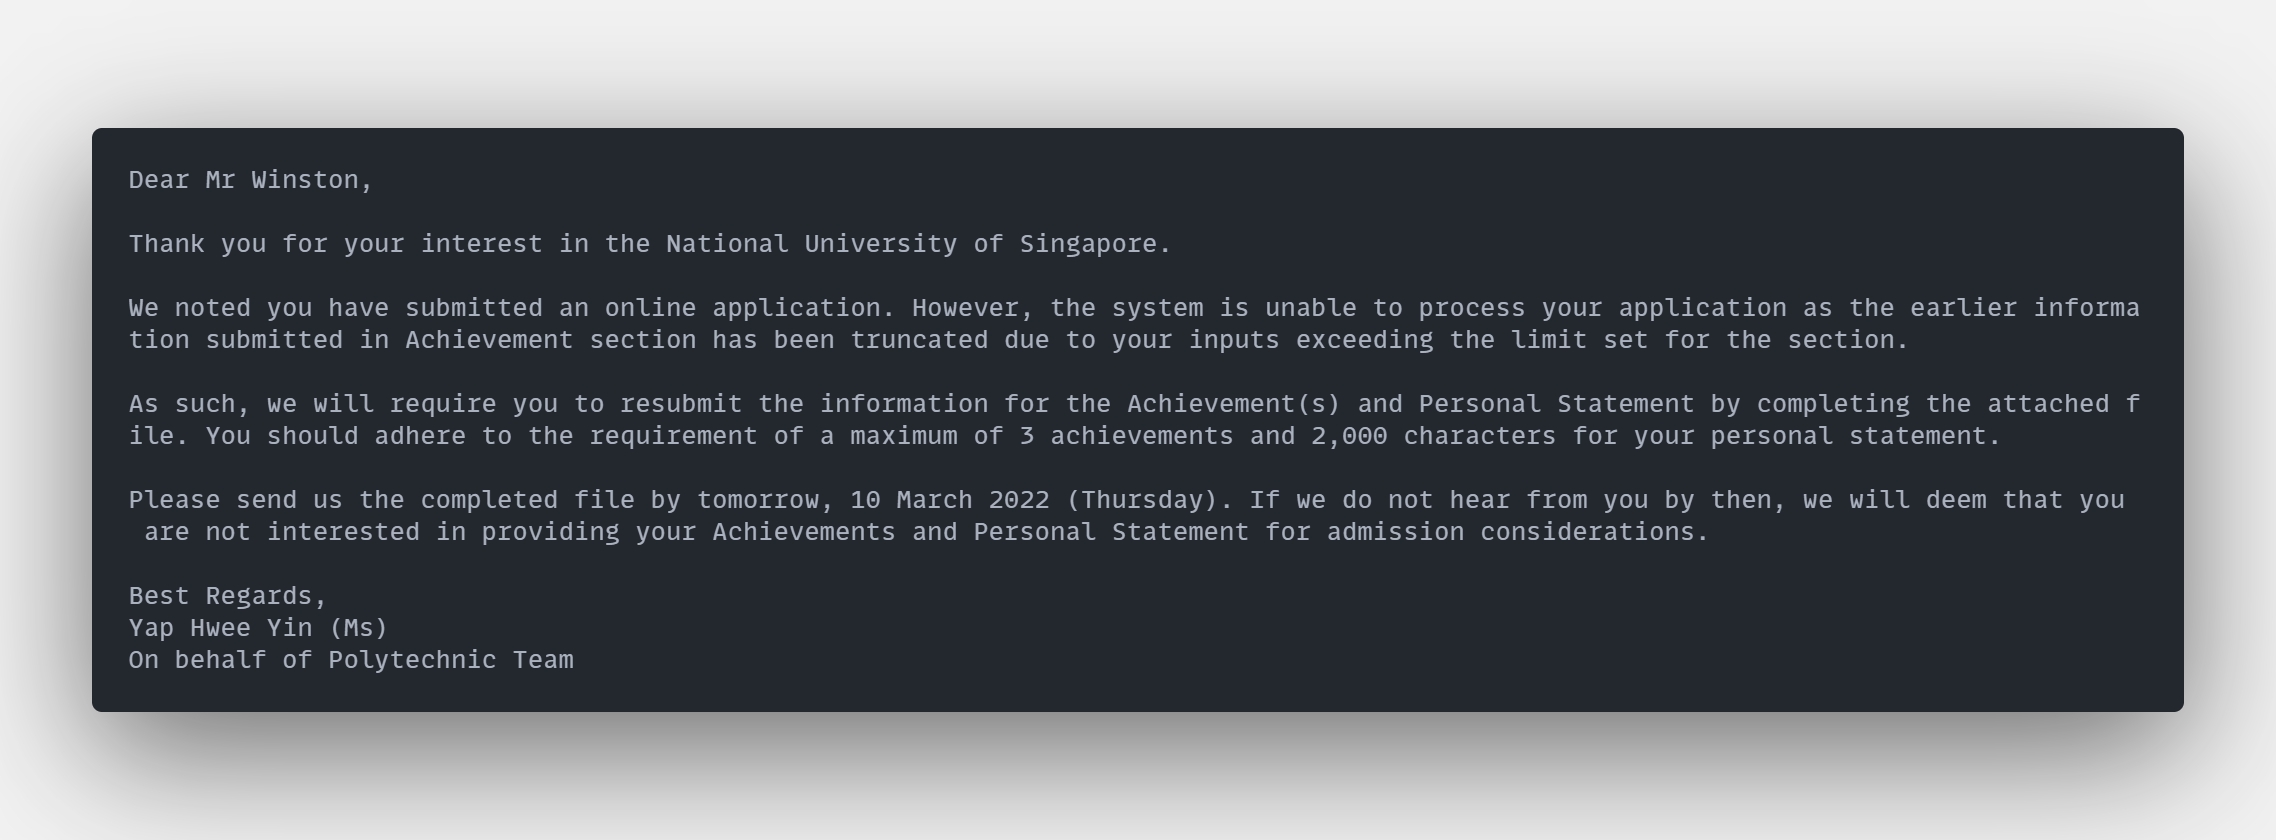 Dear Mr Winston,
Thank you for your interest in the National University of Singapore.
We noted you have submitted an online application. However, the system is unable to process your application as the earlier informa
tion submitted in Achievement section has been truncated due to your inputs exceeding the limit set for the section.
As such, we will require you to resubmit the information for the Achievement(s) and Personal Statement by completing the attached f
ile. You should adhere to the requirement of a maximum of 3 achievements and 2,000 characters for your personal statement.
Please send us the completed file by tomorrow, 10 March 2022 (Thursday). If we do not hear from you by then, we will deem that you
are not interested in providing your Achievements and Personal Statement for admission considerations.
Best Regards,
Yap Hwee Yin (Ms)
On behalf of Polytechnic Team